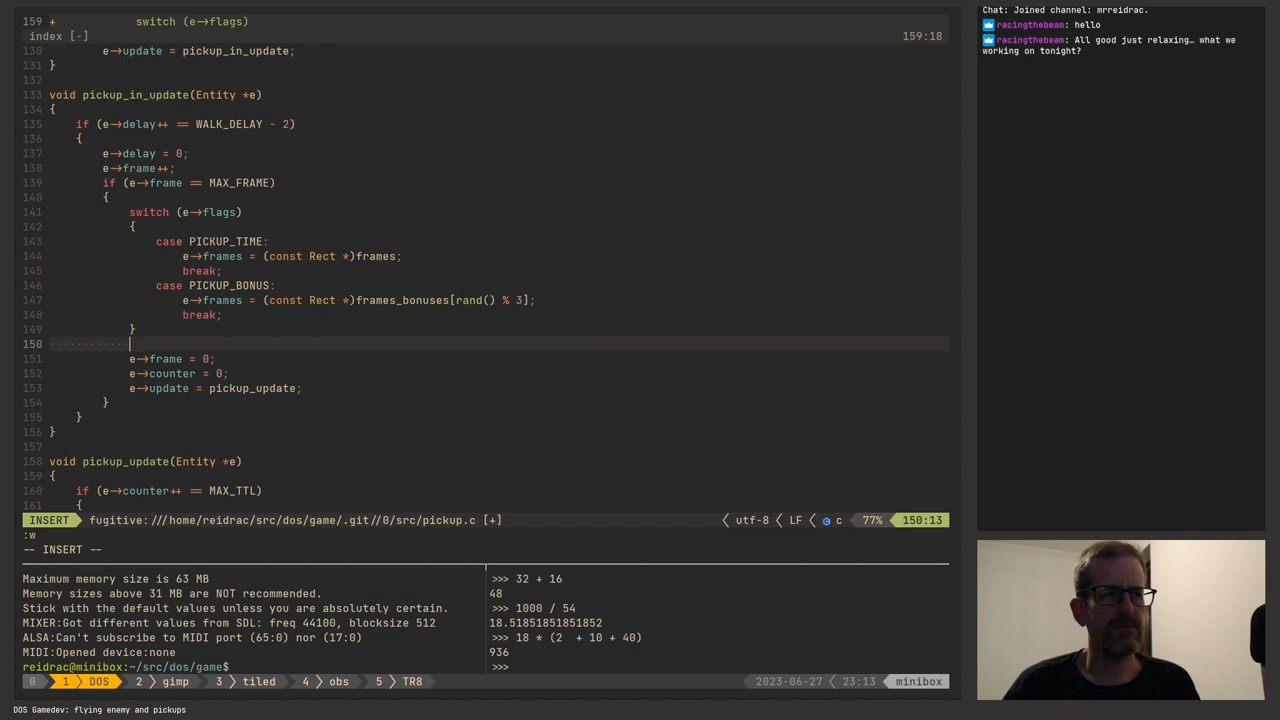 159 +            switch (e->flags)
index [-]                159:18
130         e->update = pickup_in_update;
131 }
132
133 void pickup_in_update(Entity *e)
134 {
135     if (e->delay++ == WALK_DELAY - 2)
136     {
137         e->delay = 0;
138         e->frame++;
139         if (e->frame == MAX_FRAME)
140         {
141             switch (e->flags)
142             {
143                 case PICKUP_TIME:
144                     e->frames = (const Rect *)frames;
145                     break;
146                 case PICKUP_BONUS:
147                     e->frames = (const Rect *)frames_bonuses[rand() % 3];
148                     break;
149             }
150 ············
151             e->frame = 0;
152             e->counter = 0;
153             e->update = pickup_update;
154         }
155     }
156 }
157
158 void pickup_update(Entity *e)
159 {
160     if (e->counter++ == MAX_TTL)
161     {
INSERT fugitive:///home/reidrac/src/dos/game/.git//0/src/pickup.c [+] utf-8 LF c 77% 150:13
:w
-- INSERT --
Maximum memory size is 63 MB
Memory sizes above 31 MB are NOT recommended.
Stick with the default values unless you are absolutely certain.
MIXER:Got different values from SDL: freq 44100, blocksize 512
ALSA:Can't subscribe to MIDI port (65:0) nor (17:0)
MIDI:Opened device:none
reidrac@minibox:~/src/dos/game$
>>> 32 + 16
48
>>> 1000 / 54
18.51851851851852
>>> 18 * (2  + 10 + 40)
936
>>>
0 1 DOS 2 gimp 3 tiled 4 obs 5 TR8 2023-06-27 23:13 minibox
DOS Gamedev: flying enemy and pickups
Chat: Joined channel: mrreidrac.
racingthebeam: hello
racingthebeam: All good just relaxing… what we
working on tonight?